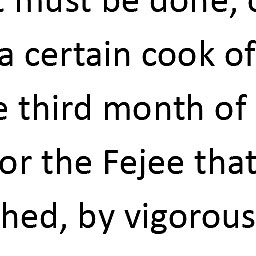 must be done,
a certain cook of
third month of
or the Fejee that
hed, by vigorous